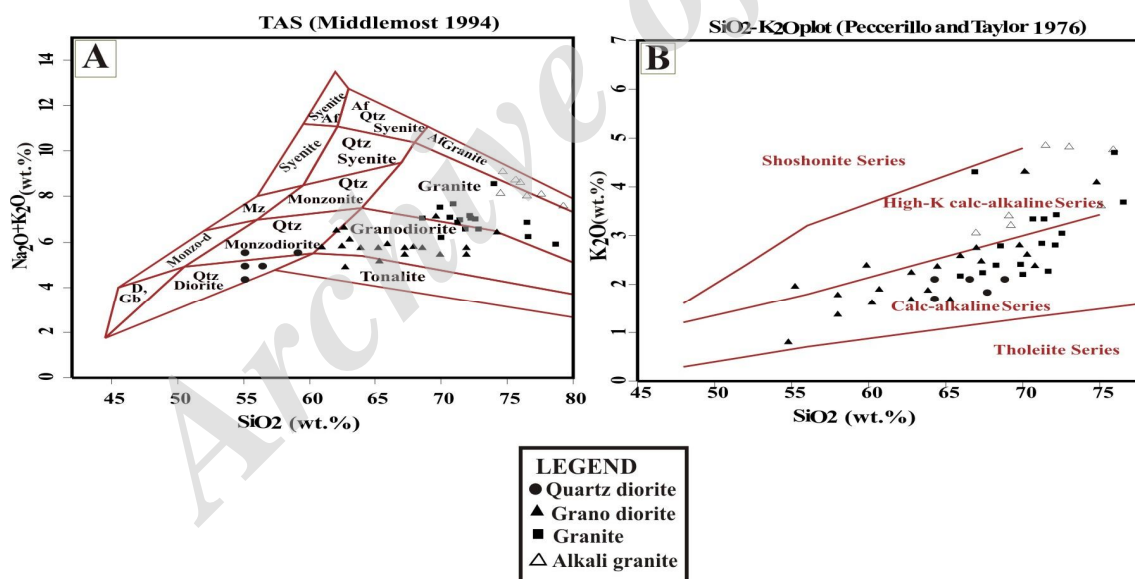 TAS (Middlemost 1994)
A
Na2O+K2O(wt.%)
14
12
10
8
6
4
2
0
Syenite
Af
Af
Qtz
Syenite
Af Granite
Syenite
Qtz
Syenite
Granite
Mz
Qtz
Monzonite
Monzo-d
Qtz
Monzodiorite
Granodiorite
D,
Gb
Qtz
Diorite
Tonalite
45 50 55 60 65 70 75 80
SiO2 (wt.%)
SiO2-K2Oplot (Peccerillo and Taylor 1976)
B
K2O(wt.%)
7
6
5
4
3
2
1
0
Shoshonite Series
High-K calc-alkaline Series
Calc-alkaline Series
Tholeiite Series
45 50 55 60 65 70 75
SiO2 (wt.%)
LEGEND
Quartz diorite
Grano diorite
Granite
Alkali granite
Archive of